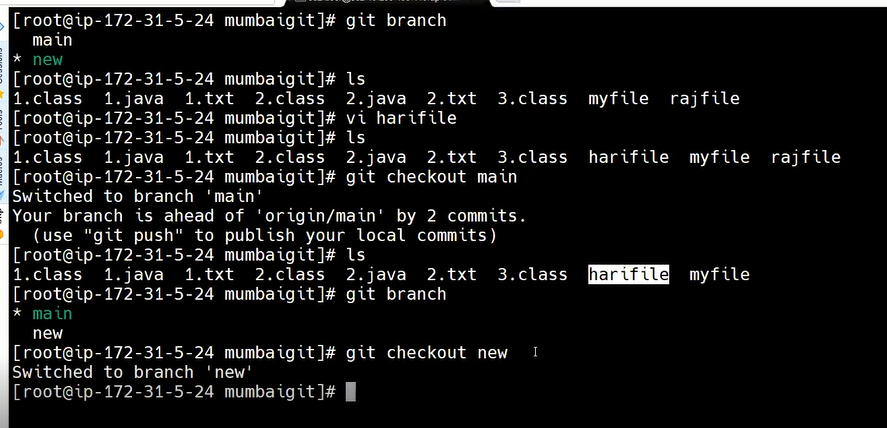 [root@ip-172-31-5-24 mumbaigit]# git branch
  main
* new
[root@ip-172-31-5-24 mumbaigit]# ls
1.class  1.java  1.txt  2.class  2.java  2.txt  3.class  myfile  rajfile
[root@ip-172-31-5-24 mumbaigit]# vi harifile
[root@ip-172-31-5-24 mumbaigit]# ls
1.class  1.java  1.txt  2.class  2.java  2.txt  3.class  harifile  myfile  rajfile
[root@ip-172-31-5-24 mumbaigit]# git checkout main
Switched to branch 'main'
Your branch is ahead of 'origin/main' by 2 commits.
  (use "git push" to publish your local commits)
[root@ip-172-31-5-24 mumbaigit]# ls
1.class  1.java  1.txt  2.class  2.java  2.txt  3.class  harifile  myfile
[root@ip-172-31-5-24 mumbaigit]# git branch
* main
  new
[root@ip-172-31-5-24 mumbaigit]# git checkout new
Switched to branch 'new'
[root@ip-172-31-5-24 mumbaigit]#